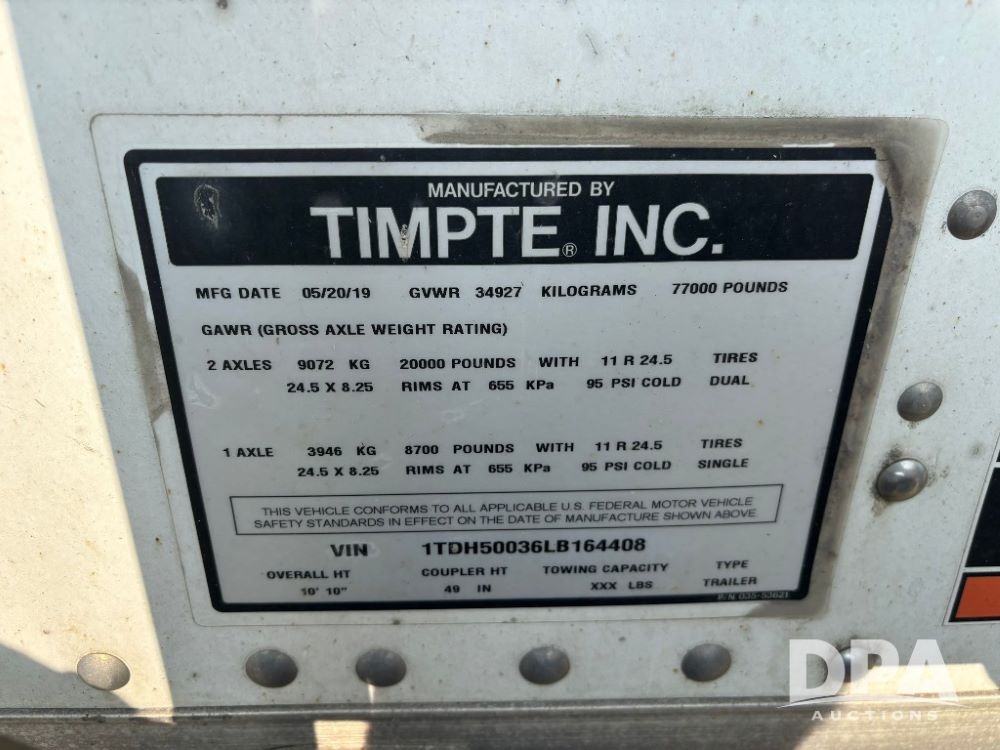 MANUFACTURED BY
TIMPTE® INC.
MFG DATE 05/20/19 GVWR 34927 KILOGRAMS 77000 POUNDS
GAWR (GROSS AXLE WEIGHT RATING)
2 AXLES 9072 KG 20000 POUNDS WITH 11 R 24.5 TIRES
24.5 X 8.25 RIMS AT 655 KPa 95 PSI COLD DUAL
1 AXLE 3946 KG 8700 POUNDS WITH 11 R 24.5 TIRES
24.5 X 8.25 RIMS AT 655 KPa 95 PSI COLD SINGLE
THIS VEHICLE CONFORMS TO ALL APPLICABLE U.S. FEDERAL MOTOR VEHICLE
SAFETY STANDARDS IN EFFECT ON THE DATE OF MANUFACTURE SHOWN ABOVE
VIN 1TDH50036LB164408
OVERALL HT COUPLER HT TOWING CAPACITY TYPE
10' 10" 49 IN XXX LBS TRAILER
P/N 035-53621
DPA
AUCTIONS